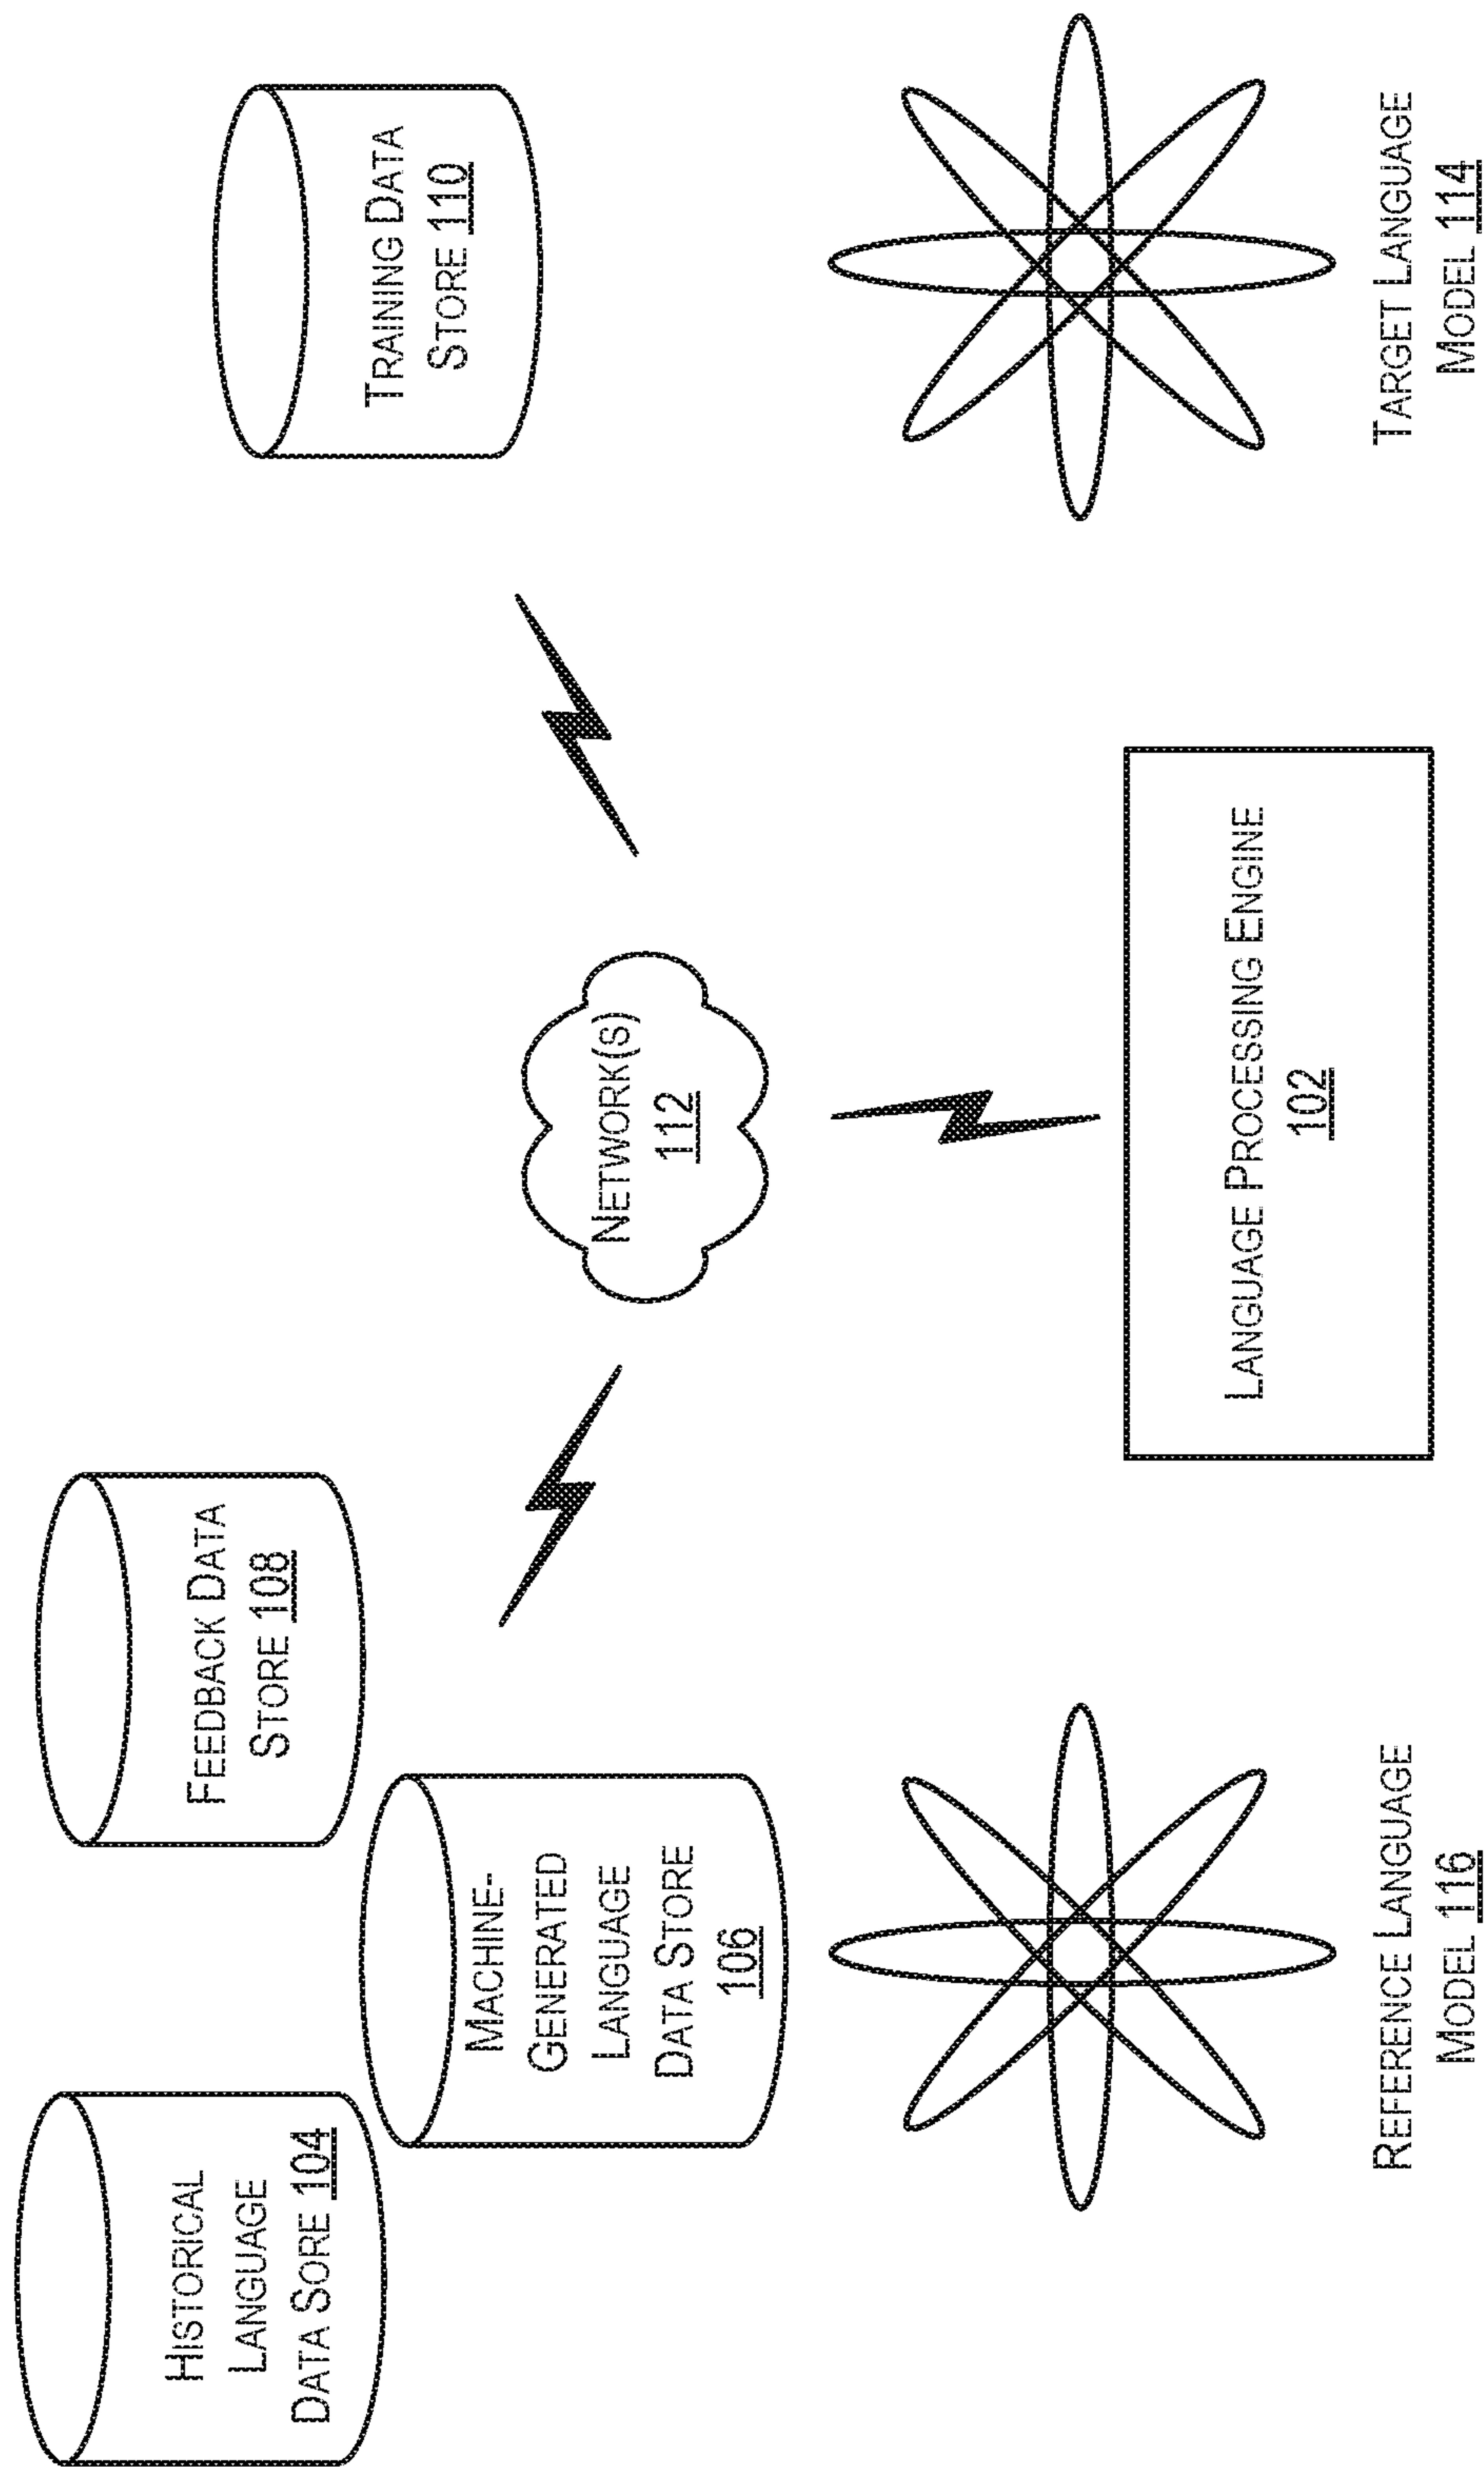 HISTORICAL
LANGUAGE
DATA SORE 104
MACHINE-
GENERATED
LANGUAGE
DATA STORE
106
FEEDBACK DATA
STORE 108
TRAINING DATA
STORE 110
NETWORK(S)
112
REFERENCE LANGUAGE
MODEL 116
LANGUAGE PROCESSING ENGINE
102
TARGET LANGUAGE
MODEL 114